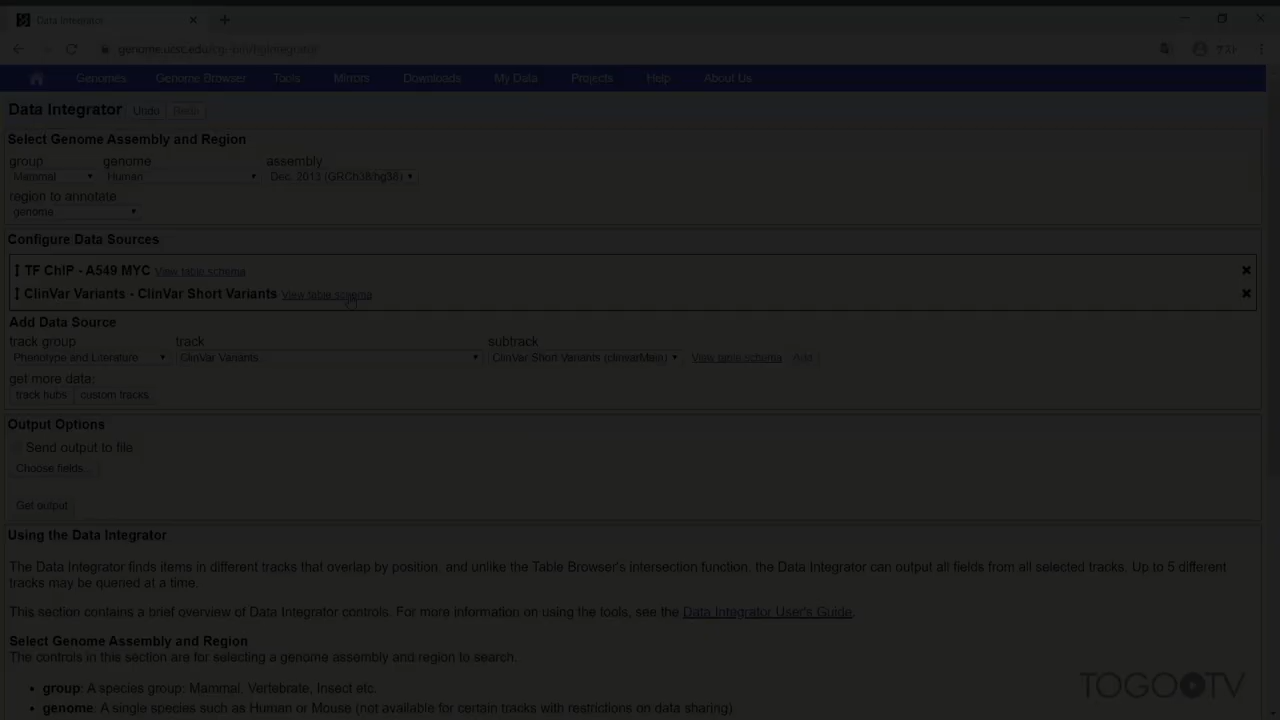 Data Integrator
genome.ucsc.edu/cgi-bin/hgIntegrator
Genomes Genome Browser Tools Mirrors Downloads My Data Projects Help About Us
Data Integrator Undo Redo
Select Genome Assembly and Region
group genome assembly
Mammal Human Dec. 2013 (GRCh38/hg38)
region to annotate
genome
Configure Data Sources
TF ChIP - A549 MYC View table schema
ClinVar Variants - ClinVar Short Variants View table schema
Add Data Source
track group track subtrack
Phenotype and Literature ClinVar Variants ClinVar Short Variants (clinvarMain) View table schema Add
get more data:
track hubs custom tracks
Output Options
Send output to file
Choose fields...
Get output
Using the Data Integrator
The Data Integrator finds items in different tracks that overlap by position, and unlike the Table Browser's intersection function, the Data Integrator can output all fields from all selected tracks. Up to 5 different
tracks may be queried at a time.
This section contains a brief overview of Data Integrator controls. For more information on using the tools, see the Data Integrator User's Guide.
Select Genome Assembly and Region
The controls in this section are for selecting a genome assembly and region to search.
• group: A species group: Mammal, Vertebrate, Insect etc.
• genome: A single species such as Human or Mouse (not available for certain tracks with restrictions on data sharing)
TOGO TV